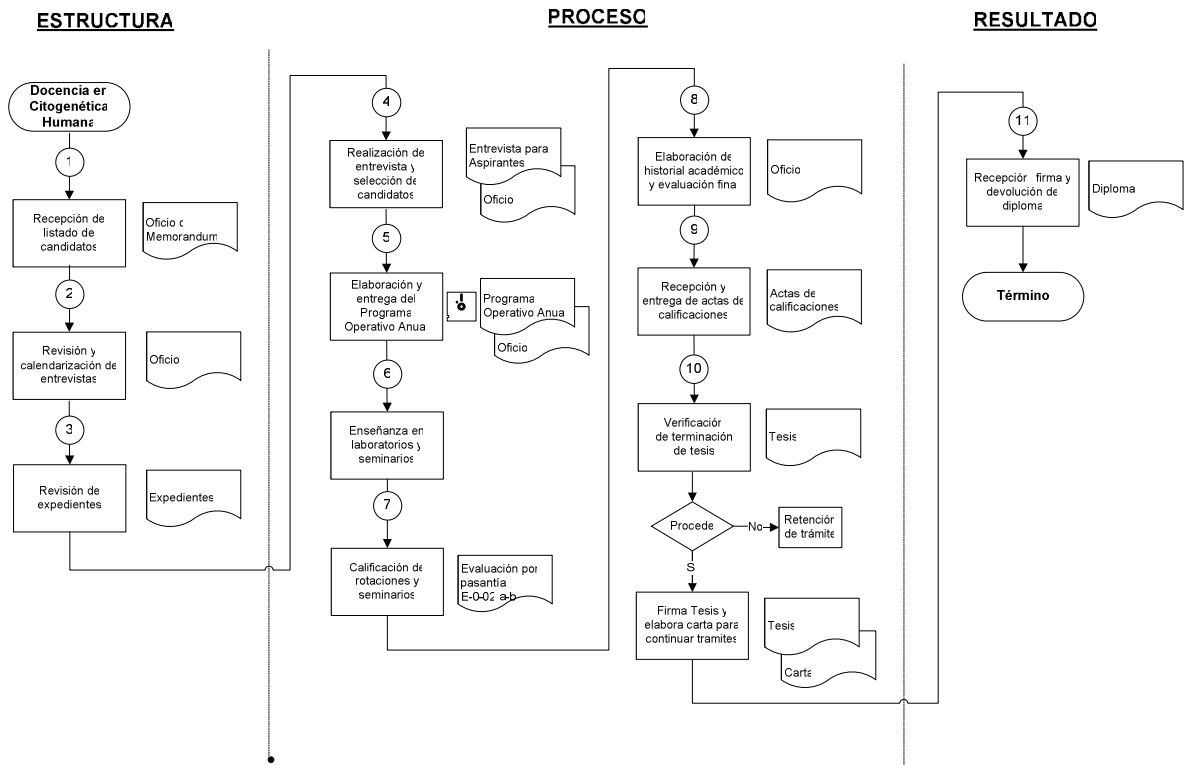 ESTRUCTURA
Docencia en
Citogenética
Humana
1
Recepción de
listado de
candidatos
Oficio o
Memorandum
2
Revisión y
calendarización de
entrevistas
Oficio
3
Revisión de
expedientes
Expedientes
PROCESO
4
Realización de
entrevista y
selección de
candidatos
Entrevista para
Aspirantes
Oficio
5
Elaboración y
entrega del
Programa
Operativo Anua
Programa
Operativo Anua
Oficio
6
Enseñanza en
laboratorios y
seminarios
7
Calificación de
rotaciones y
seminarios
Evaluación por
pasantía
E-0-02 a-b
8
Elaboración de
historial académico
y evaluación fina
Oficio
9
Recepción y
entrega de actas de
calificaciones
Actas de
calificaciones
10
Verificación
de terminación
de tesis
Tesis
Procede
No
Retención
de trámite
S
Firma Tesis y
elabora carta para
continuar tramites
Tesis
Carta
RESULTADO
11
Recepción firma y
devolución de
diploma
Diploma
Término